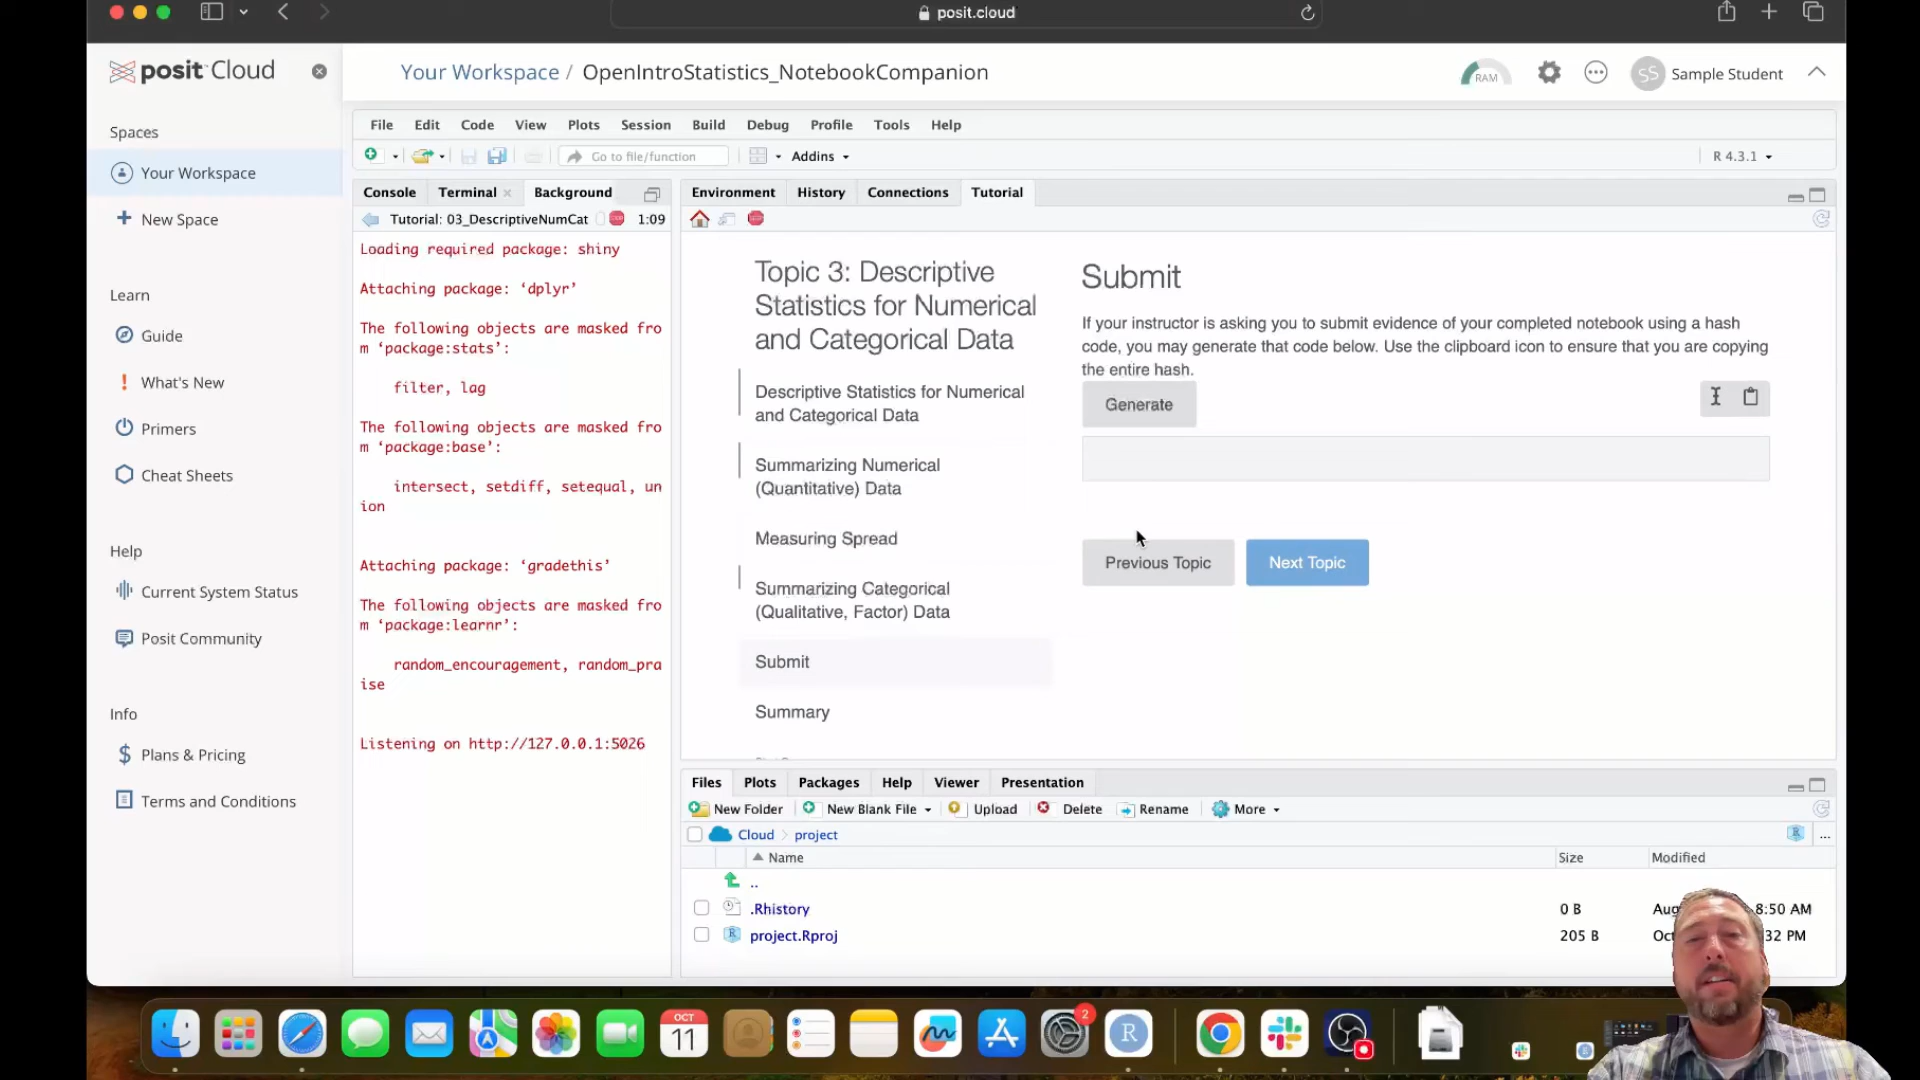 posit.cloud
posit Cloud
Your Workspace / OpenIntroStatistics_NotebookCompanion
RAM
SS
Sample Student
Spaces
Your Workspace
New Space
Learn
Guide
What's New
Primers
Cheat Sheets
Help
Current System Status
Posit Community
Info
Plans & Pricing
Terms and Conditions
File Edit Code View Plots Session Build Debug Profile Tools Help
Go to file/function
Addins
R 4.3.1
Console Terminal Background
Tutorial: 03_DescriptiveNumCat
1:09
Loading required package: shiny
Attaching package: ‘dplyr’
The following objects are masked fro
m ‘package:stats’:
filter, lag
The following objects are masked fro
m ‘package:base’:
intersect, setdiff, setequal, un
ion
Attaching package: ‘gradethis’
The following objects are masked fro
m ‘package:learnr’:
random_encouragement, random_pra
ise
Listening on http://127.0.0.1:5026
Environment History Connections Tutorial
Topic 3: Descriptive
Statistics for Numerical
and Categorical Data
Descriptive Statistics for Numerical
and Categorical Data
Summarizing Numerical
(Quantitative) Data
Measuring Spread
Summarizing Categorical
(Qualitative, Factor) Data
Submit
Summary
Submit
If your instructor is asking you to submit evidence of your completed notebook using a hash
code, you may generate that code below. Use the clipboard icon to ensure that you are copying
the entire hash.
Generate
Previous Topic
Next Topic
Files Plots Packages Help Viewer Presentation
New Folder New Blank File Upload Delete Rename More
Cloud project
...
Name Size Modified
..
.Rhistory 0 B Aug 8:50 AM
project.Rproj 205 B Oct 32 PM
OCT
11
2
R